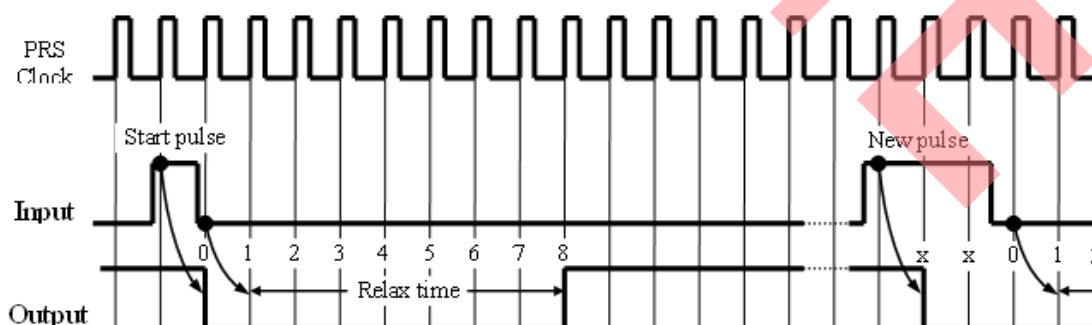 PRS
Clock
Start pulse
New pulse
Input
0 1 2 3 4 5 6 7 8 x x 0 1
Relax time
Output